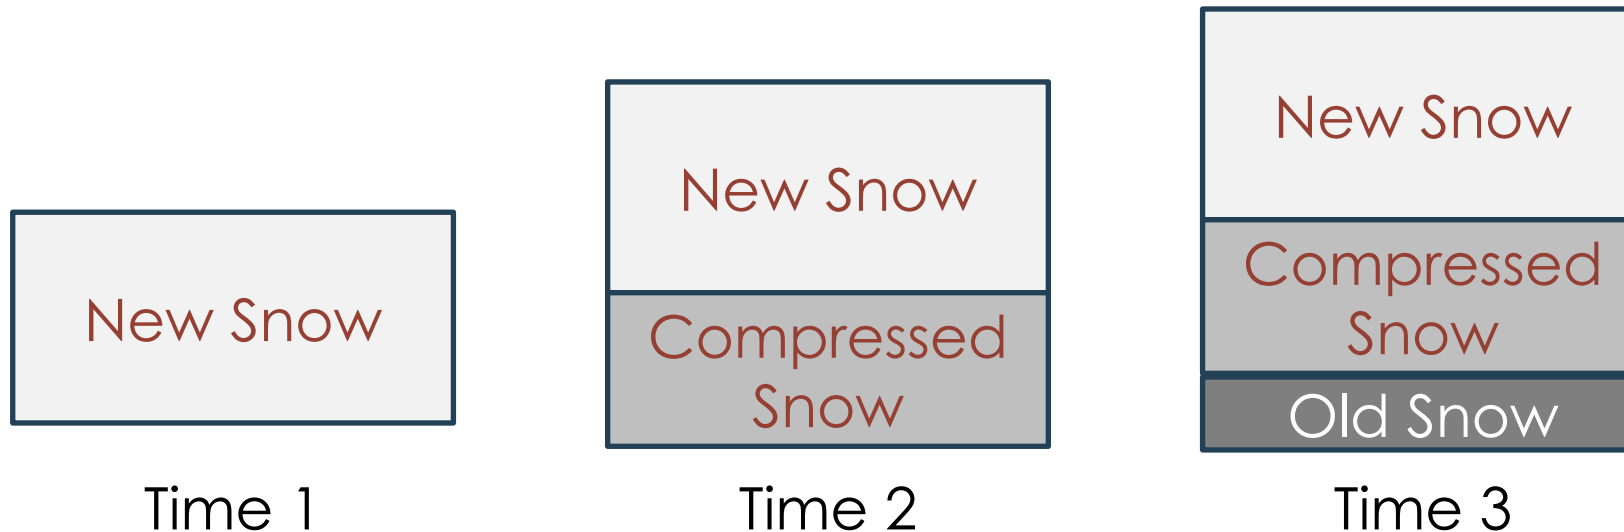 New Snow
Time 1
New Snow
Compressed
Snow
Time 2
New Snow
Compressed
Snow
Old Snow
Time 3